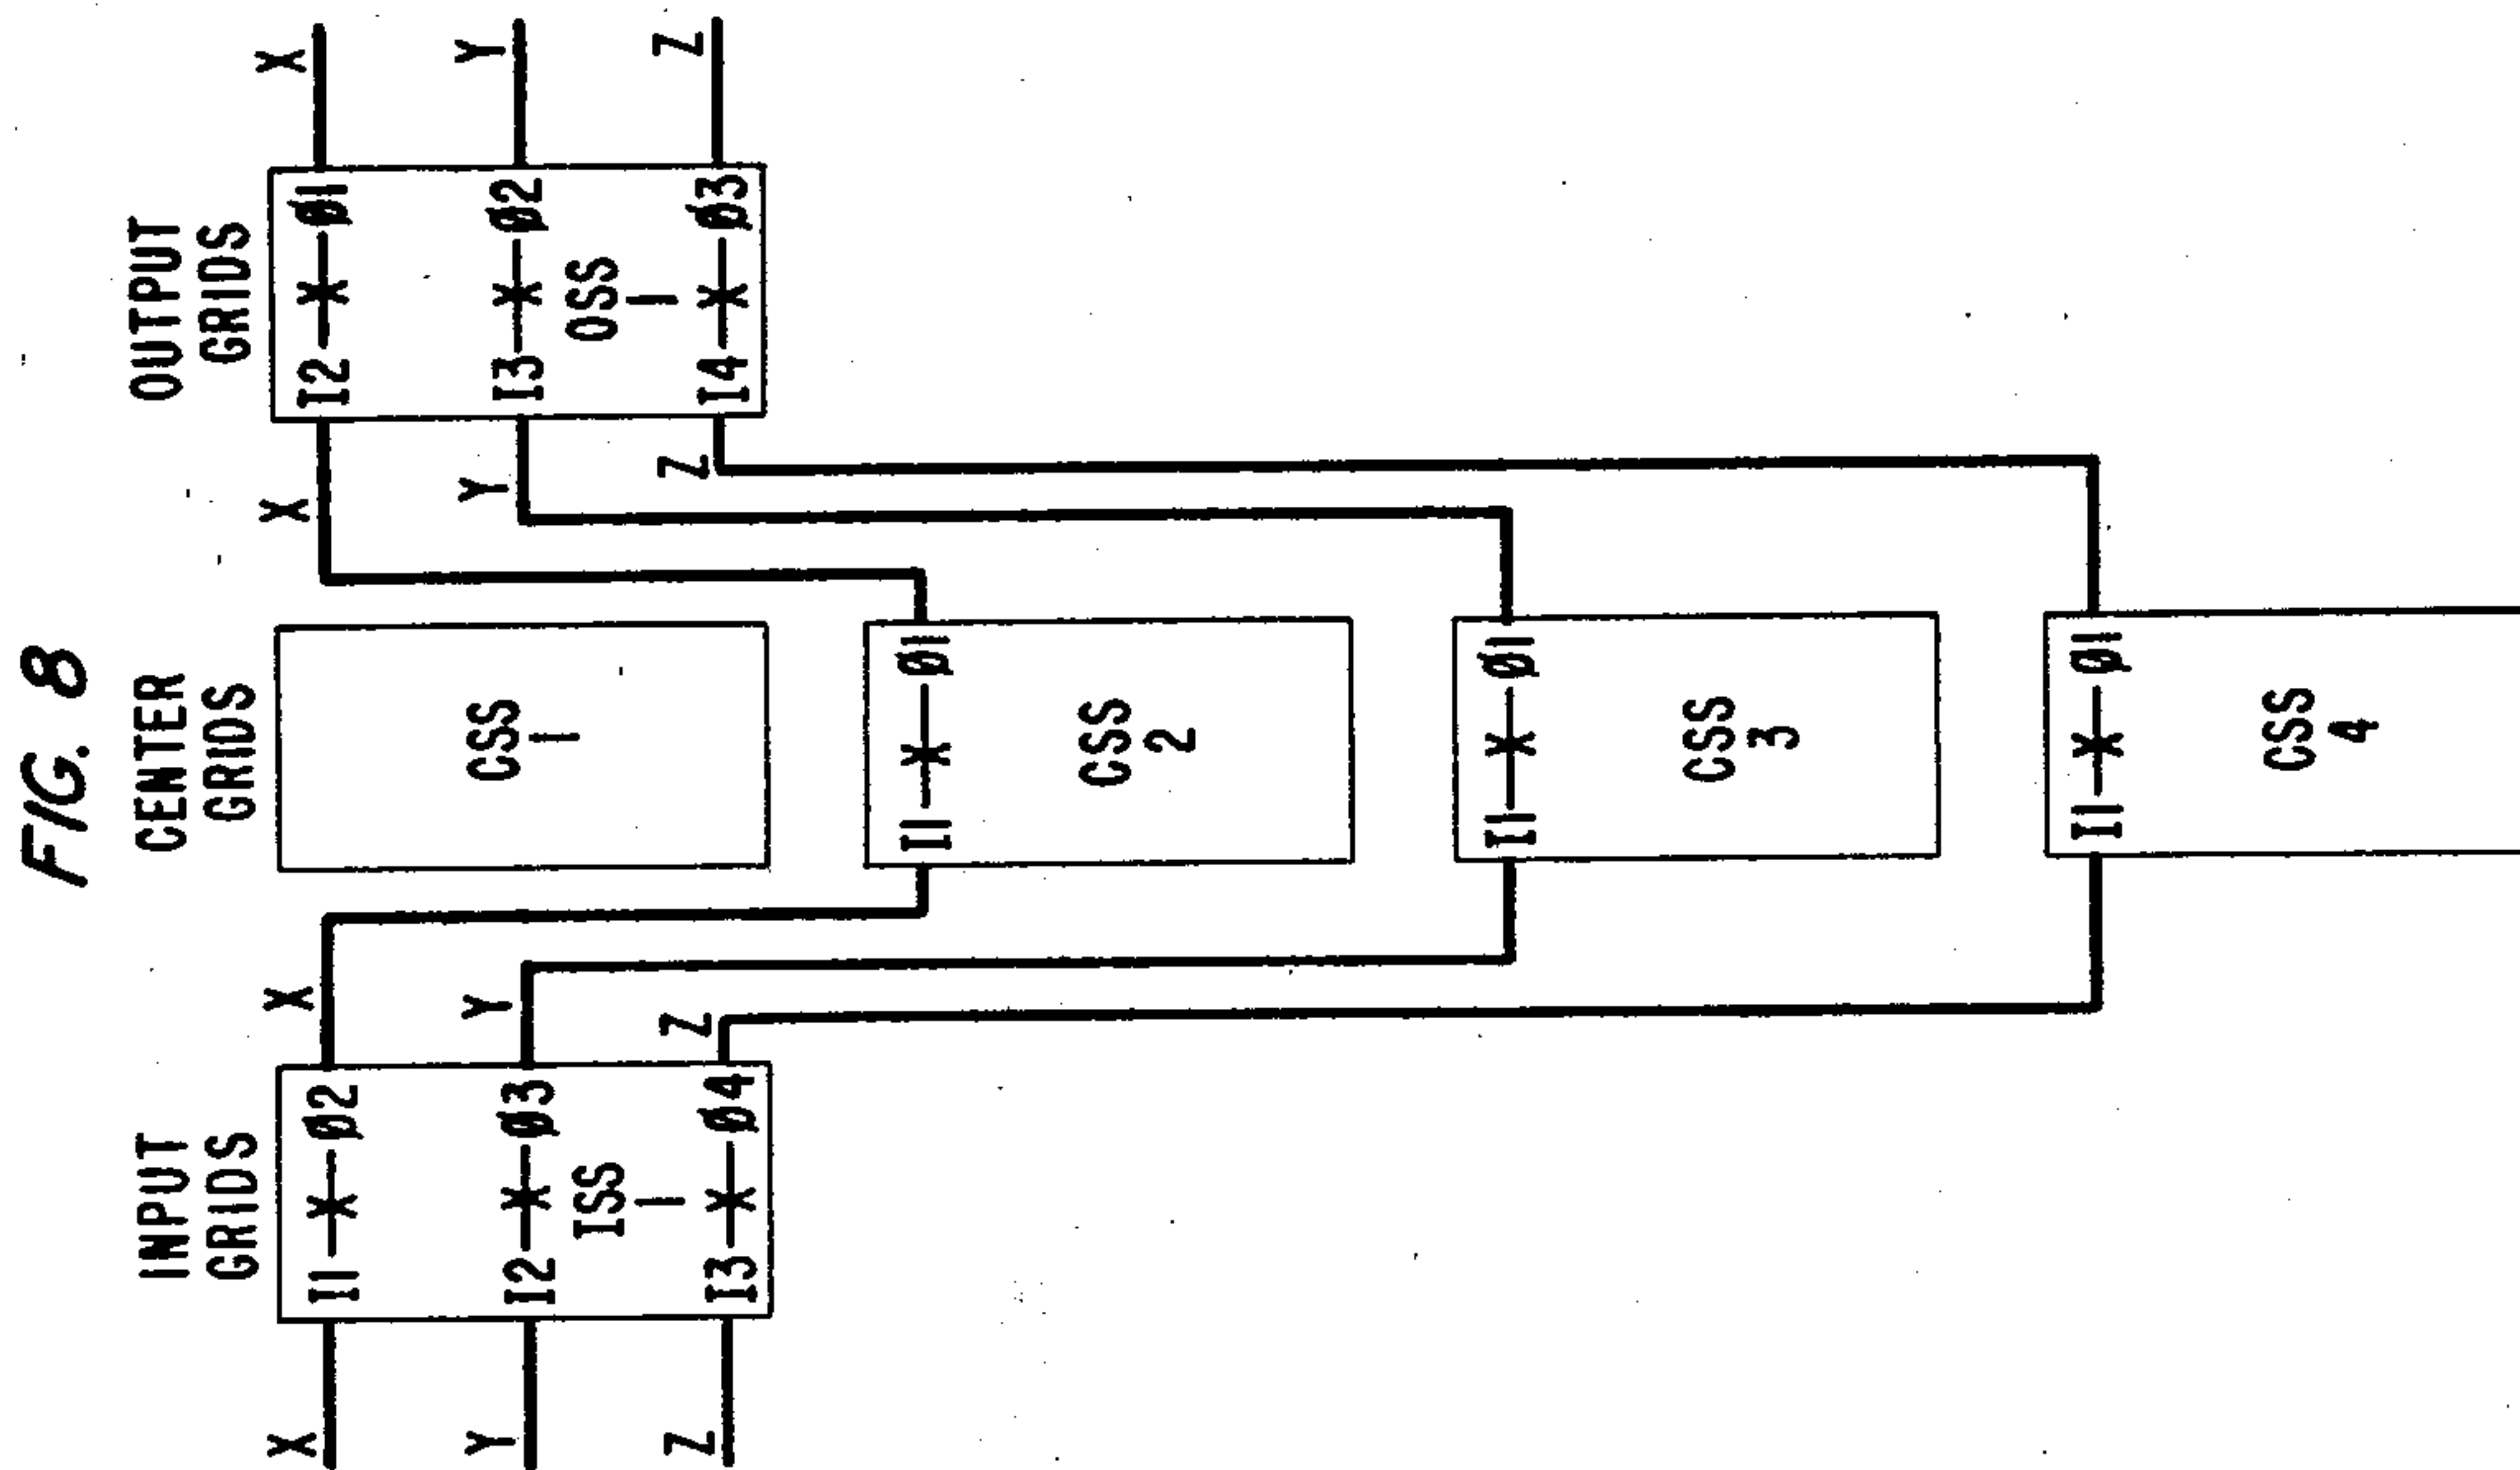 FIG. 8
INPUT GRIDS
CENTER GRIDS
OUTPUT GRIDS
X X X X
I1 —*— Ø2
I2 —*— Ø1
Y Y Y Y
I2 —*— Ø3
CSS 1
I3 —*— Ø2
ISS 1
OSS 1
Z Z Z Z
I3 —*— Ø4
I4 —*— Ø3
I1 —*— Ø1
CSS 2
I1 —*— Ø1
CSS 3
I1 —*— Ø1
CSS 4